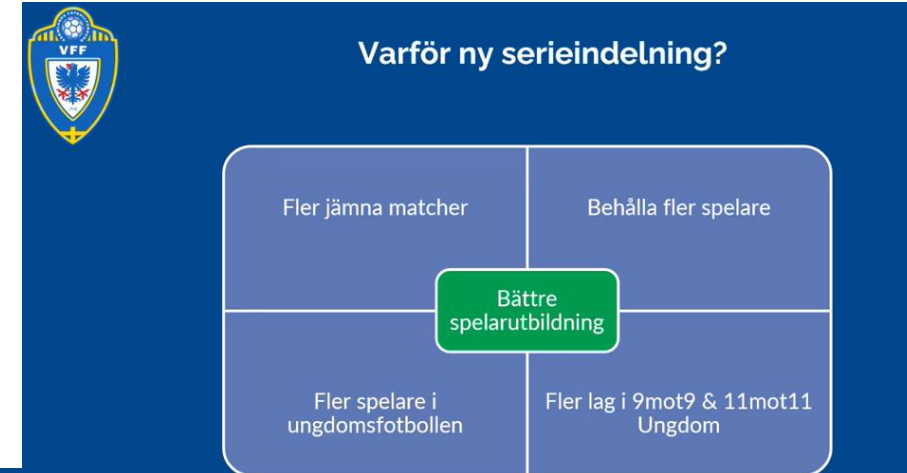 VFF
Varför ny serieindelning?
Fler jämna matcher
Behålla fler spelare
Bättre
spelarutbildning
Fler spelare i
ungdomsfotbollen
Fler lag i 9mot9 & 11mot11
Ungdom